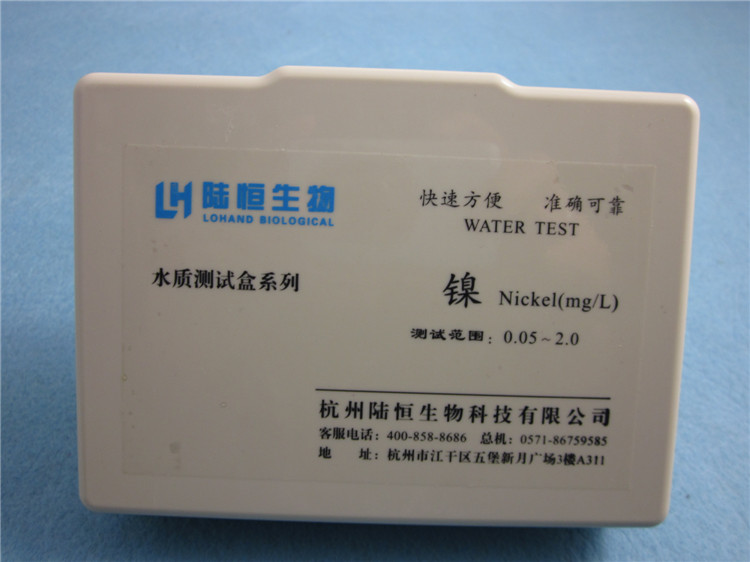 LH 陆恒生物
LOHAND BIOLOGICAL
快速方便 准确可靠
WATER TEST
水质测试盒系列
镍 Nickel(mg/L)
测试范围：0.05～2.0
杭州陆恒生物科技有限公司
客服电话：400-858-8686 总机：0571-86759585
地 址：杭州市江干区五堡新月广场3楼A311